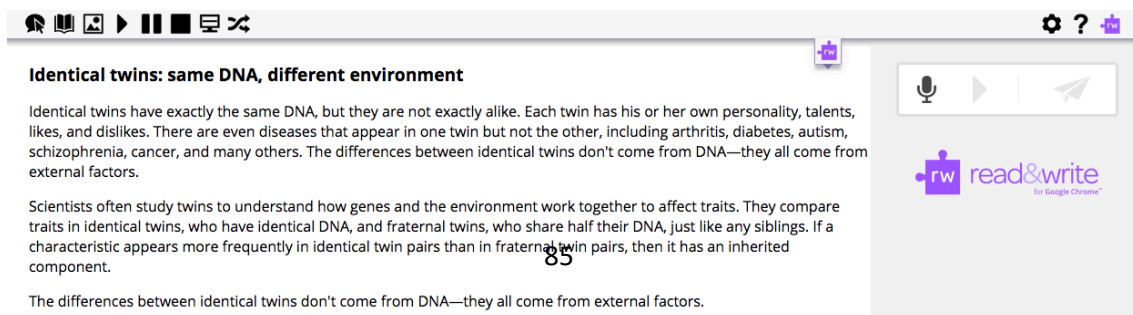 rw
rw
Identical twins: same DNA, different environment
Identical twins have exactly the same DNA, but they are not exactly alike. Each twin has his or her own personality, talents,
likes, and dislikes. There are even diseases that appear in one twin but not the other, including arthritis, diabetes, autism,
schizophrenia, cancer, and many others. The differences between identical twins don't come from DNA—they all come from
external factors.
Scientists often study twins to understand how genes and the environment work together to affect traits. They compare
traits in identical twins, who have identical DNA, and fraternal twins, who share half their DNA, just like any siblings. If a
characteristic appears more frequently in identical twin pairs than in fraternal twin pairs, then it has an inherited
component.
85
The differences between identical twins don't come from DNA—they all come from external factors.
rw read&write
for Google Chrome™